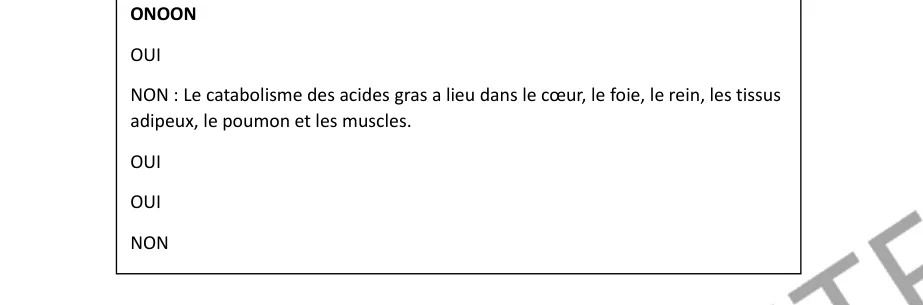 ONOON
OUI
NON : Le catabolisme des acides gras a lieu dans le cœur, le foie, le rein, les tissus
adipeux, le poumon et les muscles.
OUI
OUI
NON
TE